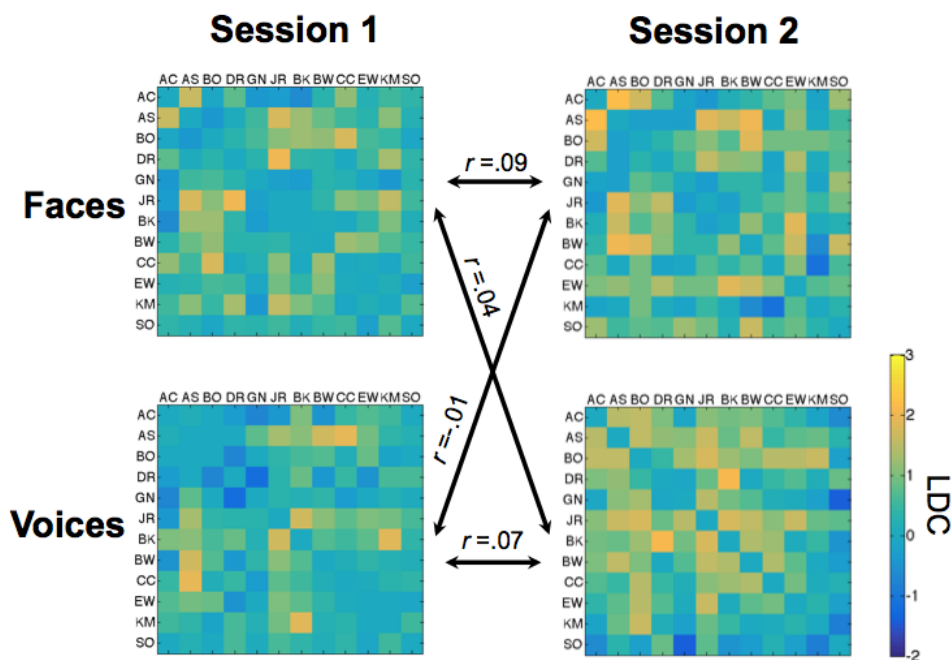 Session 1
Session 2
AC AS BO DR GN JR BK BW CC EW KM SO
AC
AS
BO
DR
GN
JR
BK
BW
CC
EW
KM
SO
AC AS BO DR GN JR BK BW CC EW KM SO
AC
AS
BO
DR
GN
JR
BK
BW
CC
EW
KM
SO
Faces
r =.09
r =.04
r =-.01
r =.07
Voices
AC AS BO DR GN JR BK BW CC EW KM SO
AC
AS
BO
DR
GN
JR
BK
BW
CC
EW
KM
SO
AC AS BO DR GN JR BK BW CC EW KM SO
AC
AS
BO
DR
GN
JR
BK
BW
CC
EW
KM
SO
3
2
1
0
-1
-2
LDC